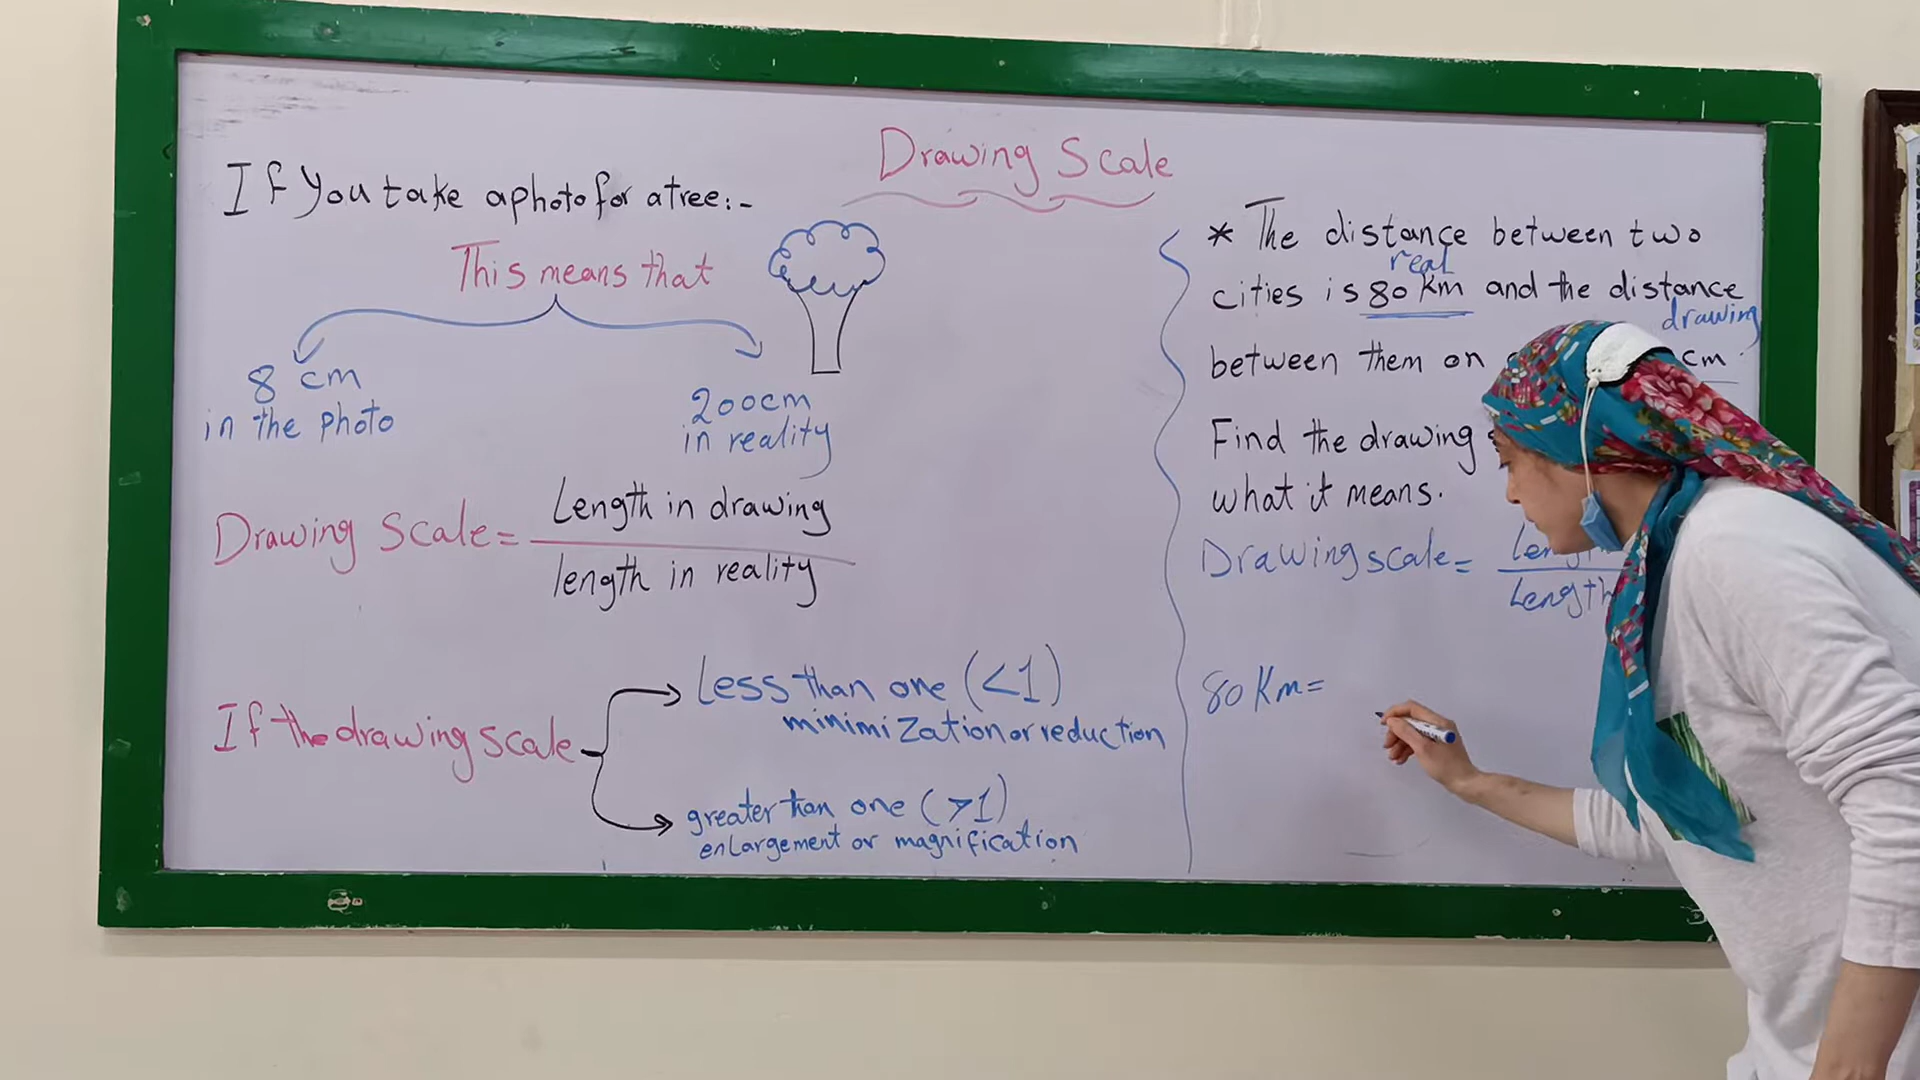 Drawing Scale
If you take a photo for a tree:-
This means that
8 cm
in the photo
200cm
in reality
Drawing Scale = Length in drawing
length in reality
If the drawing scale
Less than one (<1)
minimization or reduction
greater than one (>1)
enlargement or magnification
* The distance between two
real
cities is 80 Km and the distance
drawing
between them on cm
Find the drawing
what it means.
Drawing scale =
Length
80 Km =